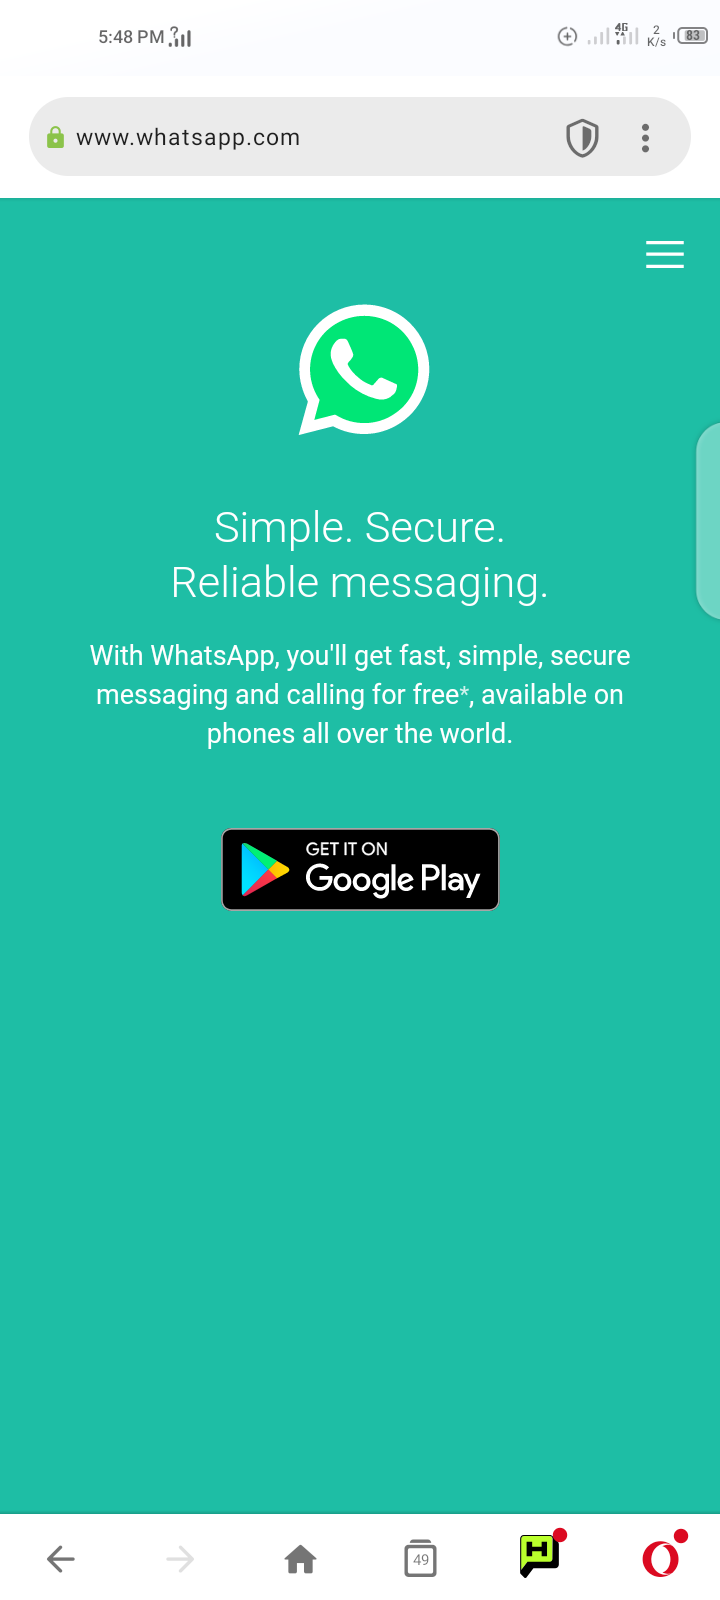 5:48 PM ?
4G
2
K/s
83
www.whatsapp.com
Simple. Secure.
Reliable messaging.
With WhatsApp, you'll get fast, simple, secure
messaging and calling for free*, available on
phones all over the world.
GET IT ON
Google Play
49
H